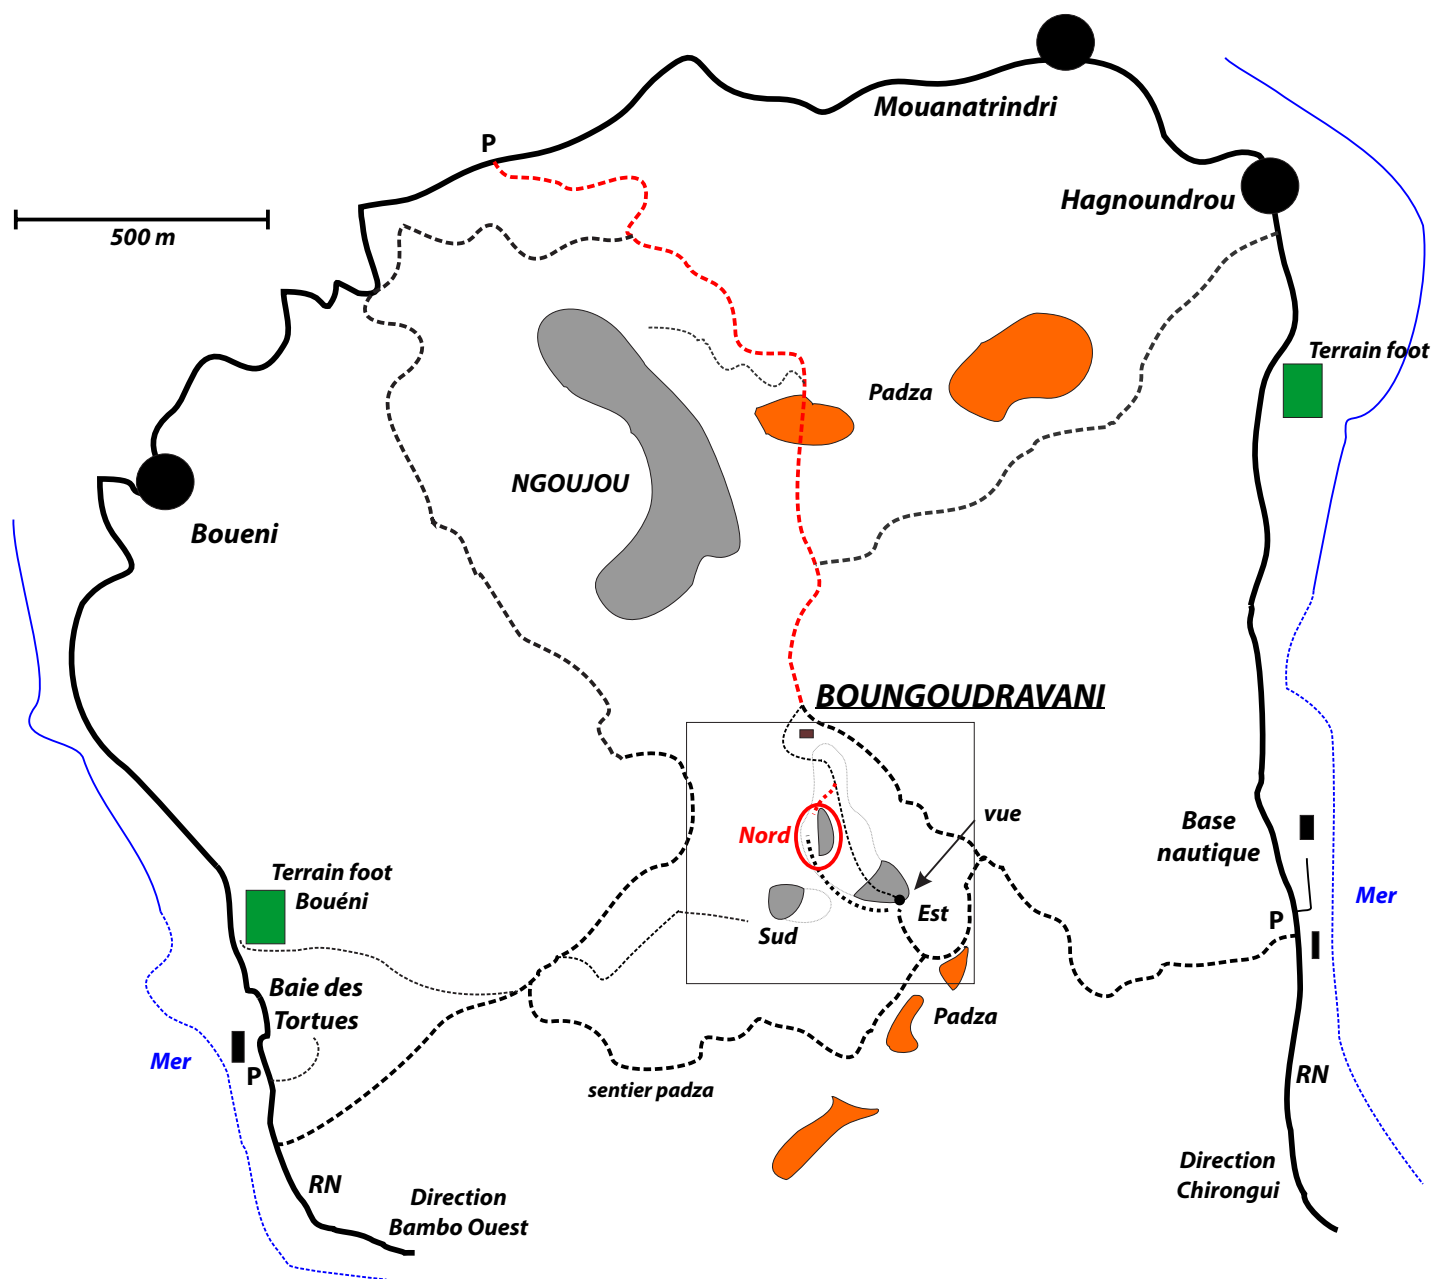 Mouanatrindri
P
Hagnoundrou
500 m
Terrain foot
Padza
NGOUJOU
Boueni
BOUNGOUDRAVANI
vue
Nord
Base
nautique
Terrain foot
Bouéni
Mer
Est
P
Sud
Baie des
Tortues
Padza
Mer
P
sentier padza
RN
RN
Direction
Chirongui
Direction
Bambo Ouest